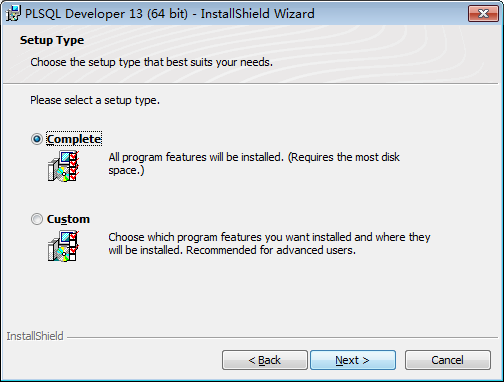 PLSQL Developer 13 (64 bit) - InstallShield Wizard
Setup Type
Choose the setup type that best suits your needs.
Please select a setup type.
Complete
All program features will be installed. (Requires the most disk
space.)
Custom
Choose which program features you want installed and where they
will be installed. Recommended for advanced users.
InstallShield
< Back
Next >
Cancel